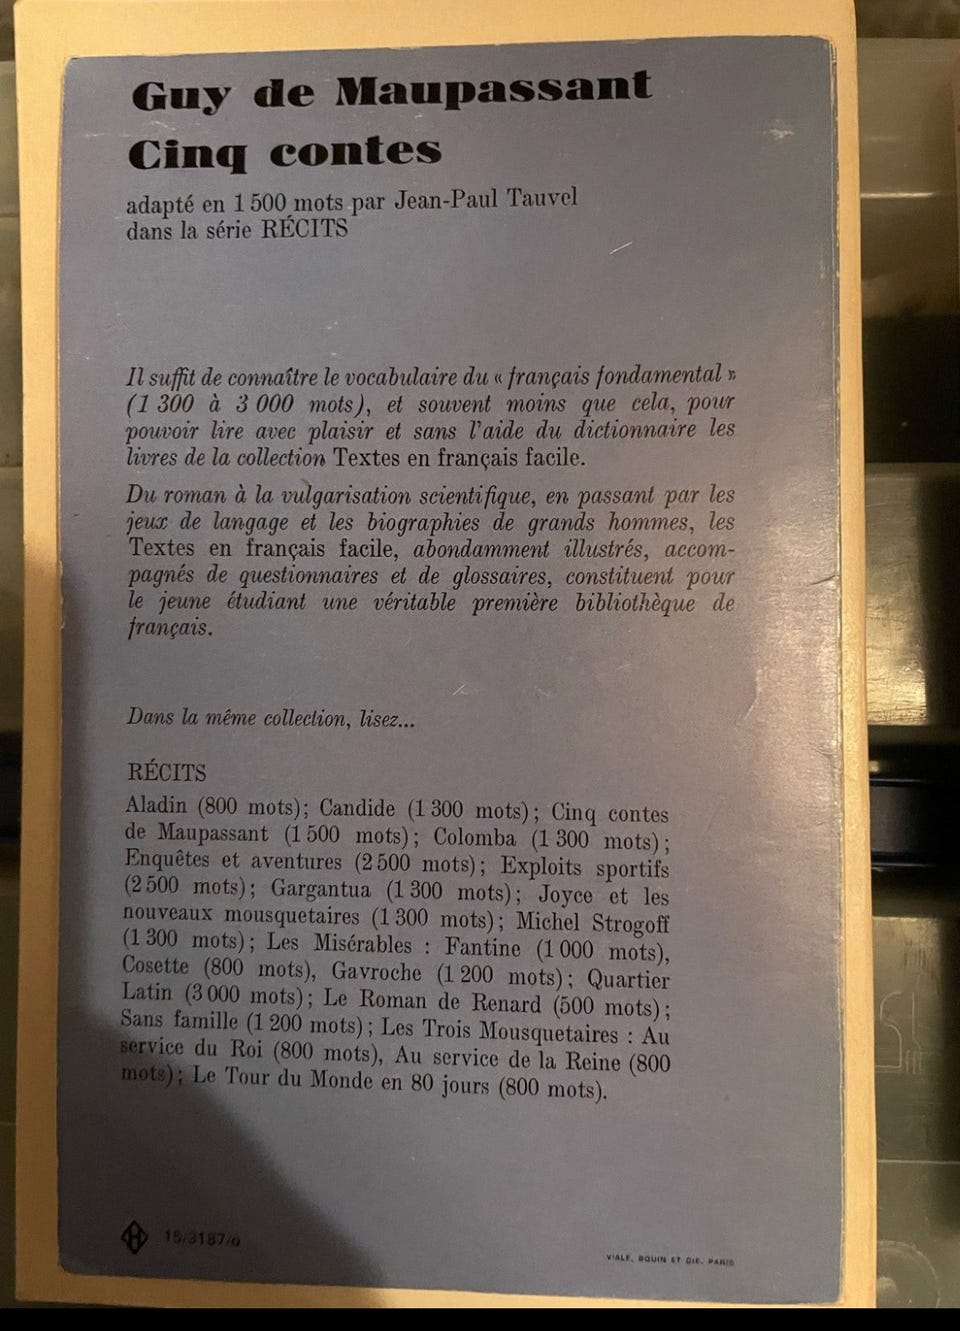 Guy de Maupassant
Cinq contes
adapté en 1 500 mots par Jean-Paul Tauvel
dans la série RÉCITS
Il suffit de connaître le vocabulaire du « français fondamental »
(1 300 à 3 000 mots), et souvent moins que cela, pour
pouvoir lire avec plaisir et sans l'aide du dictionnaire les
livres de la collection Textes en français facile.
Du roman à la vulgarisation scientifique, en passant par les
jeux de langage et les biographies de grands hommes, les
Textes en français facile, abondamment illustrés, accom-
pagnés de questionnaires et de glossaires, constituent pour
le jeune étudiant une véritable première bibliothèque de
français.
Dans la même collection, lisez...
RÉCITS
Aladin (800 mots); Candide (1 300 mots); Cinq contes
de Maupassant (1 500 mots); Colomba (1 300 mots);
Enquêtes et aventures (2 500 mots); Exploits sportifs
(2 500 mots); Gargantua (1 300 mots); Joyce et les
nouveaux mousquetaires (1 300 mots); Michel Strogoff
(1 300 mots); Les Misérables : Fantine (1 000 mots),
Cosette (800 mots), Gavroche (1 200 mots); Quartier
Latin (3 000 mots); Le Roman de Renard (500 mots);
Sans famille (1 200 mots); Les Trois Mousquetaires : Au
service du Roi (800 mots), Au service de la Reine (800
mots); Le Tour du Monde en 80 jours (800 mots).
H 15/3187/o
VIALE, BOUIN ET CIE, PARIS